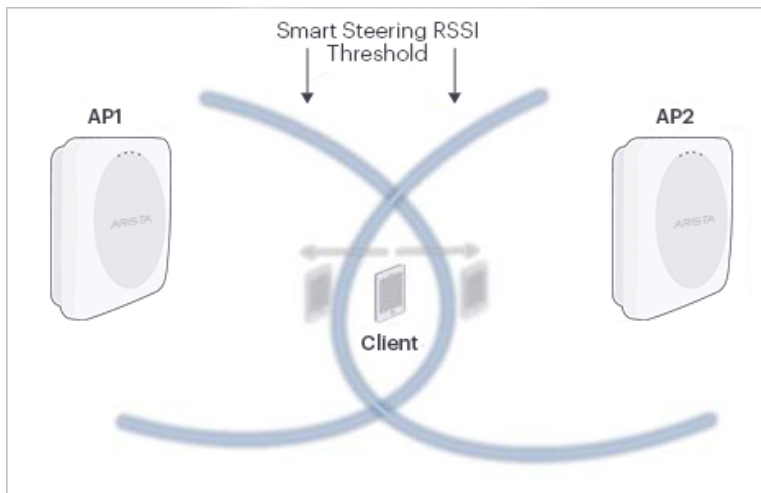 Smart Steering RSSI
Threshold
AP1
AP2
ARISTA
ARISTA
Client